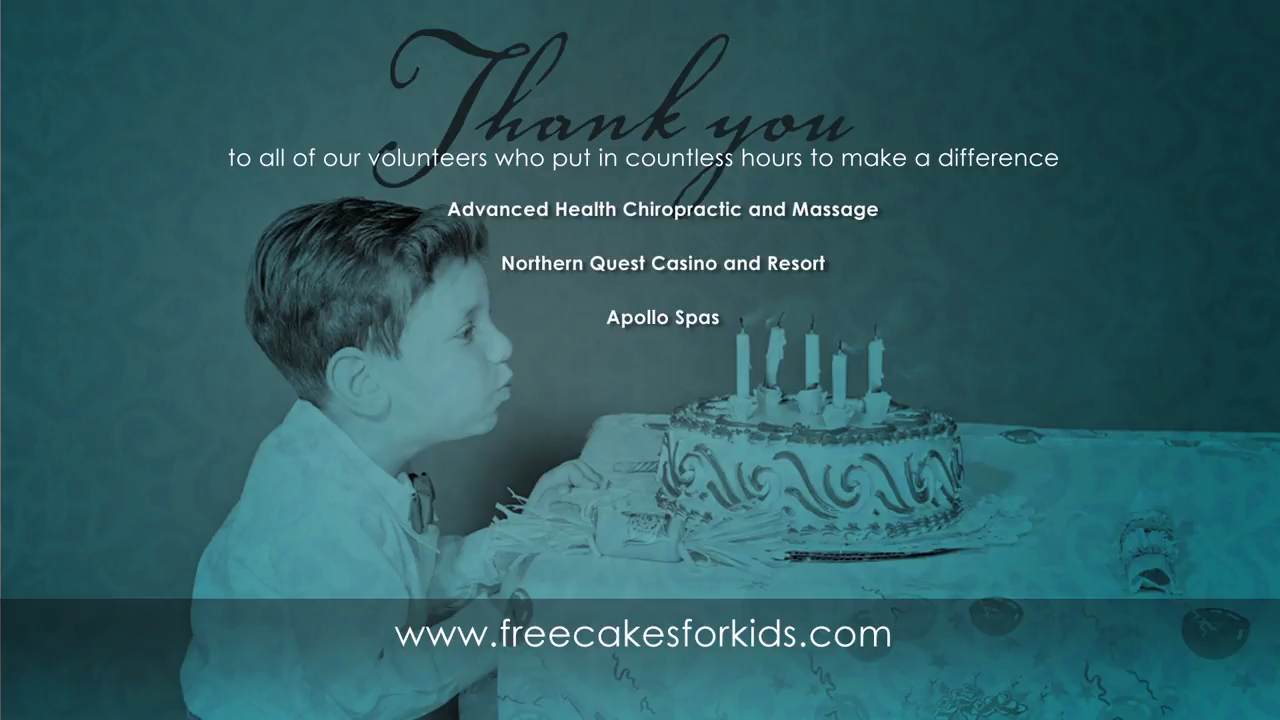 Thank you
to all of our volunteers who put in countless hours to make a difference
Advanced Health Chiropractic and Massage
Northern Quest Casino and Resort
Apollo Spas
www.freecakesforkids.com